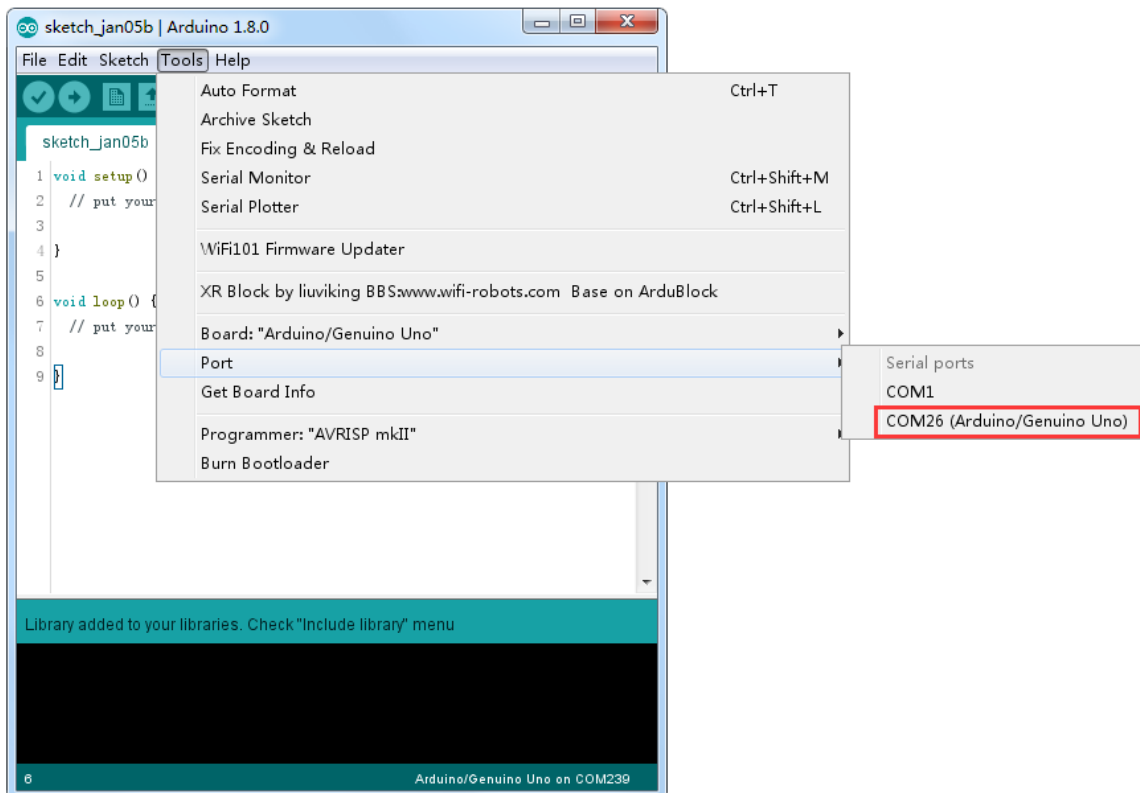 sketch_jan05b | Arduino 1.8.0
File Edit Sketch Tools Help
sketch_jan05b
1 void setup()
2 // put your
3
4 }
5
6 void loop() {
7 // put your
8
9 }
Auto Format Ctrl+T
Archive Sketch
Fix Encoding & Reload
Serial Monitor Ctrl+Shift+M
Serial Plotter Ctrl+Shift+L
WiFi101 Firmware Updater
XR Block by liuviking BBS:www.wifi-robots.com Base on ArduBlock
Board: "Arduino/Genuino Uno"
Port
Get Board Info
Programmer: "AVRISP mkII"
Burn Bootloader
Serial ports
COM1
COM26 (Arduino/Genuino Uno)
Library added to your libraries. Check "Include library" menu
6 Arduino/Genuino Uno on COM239